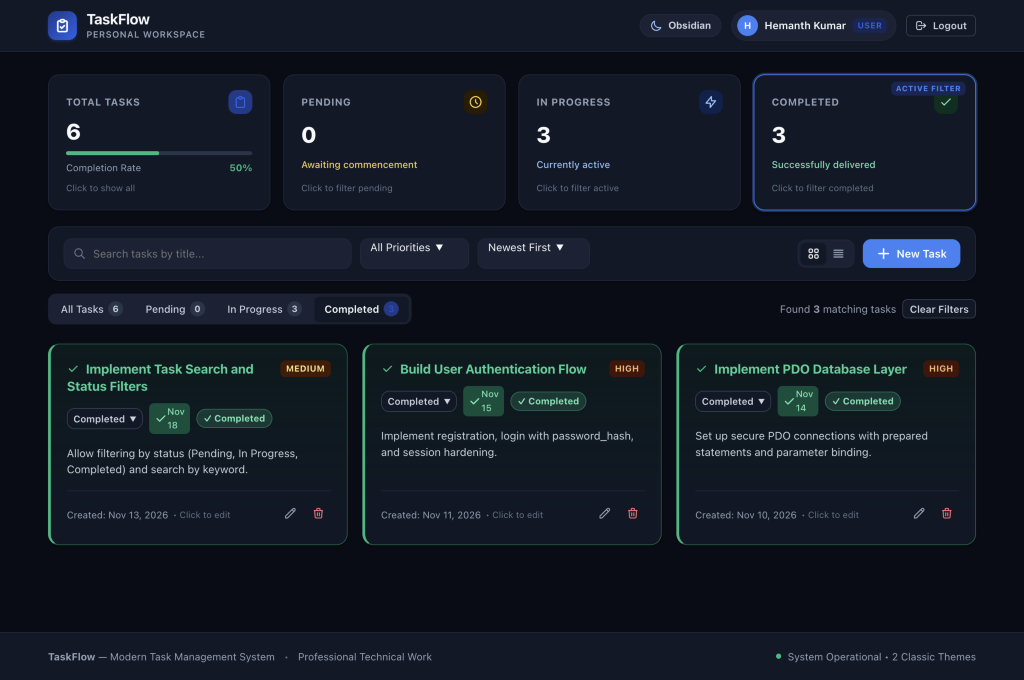 TaskFlow
PERSONAL WORKSPACE
Obsidian
H Hemanth Kumar USER
Logout
TOTAL TASKS
6
Completion Rate 50%
Click to show all
PENDING
0
Awaiting commencement
Click to filter pending
IN PROGRESS
3
Currently active
Click to filter active
ACTIVE FILTER
COMPLETED
3
Successfully delivered
Click to filter completed
Search tasks by title...
All Priorities ▼
Newest First ▼
+ New Task
All Tasks 6
Pending 0
In Progress 3
Completed 3
Found 3 matching tasks
Clear Filters
✓ Implement Task Search and
Status Filters
MEDIUM
Completed ▼
✓ Nov
18
✓ Completed
Allow filtering by status (Pending, In Progress,
Completed) and search by keyword.
Created: Nov 13, 2026 • Click to edit
✓ Build User Authentication Flow
HIGH
Completed ▼
✓ Nov
15
✓ Completed
Implement registration, login with password_hash,
and session hardening.
Created: Nov 11, 2026 • Click to edit
✓ Implement PDO Database Layer
HIGH
Completed ▼
✓ Nov
14
✓ Completed
Set up secure PDO connections with prepared
statements and parameter binding.
Created: Nov 10, 2026 • Click to edit
TaskFlow — Modern Task Management System • Professional Technical Work
System Operational • 2 Classic Themes